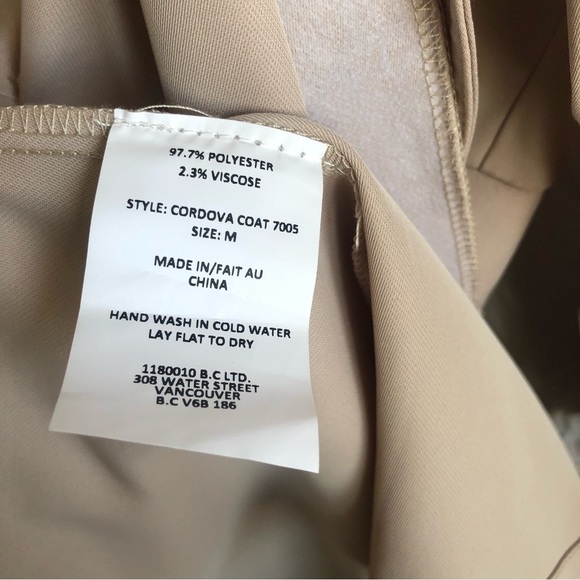 97.7% POLYESTER
2.3% VISCOSE
STYLE: CORDOVA COAT 7005
SIZE: M
MADE IN/FAIT AU
CHINA
HAND WASH IN COLD WATER
LAY FLAT TO DRY
1180010 B.C LTD.
308 WATER STREET
VANCOUVER
B.C V6B 186